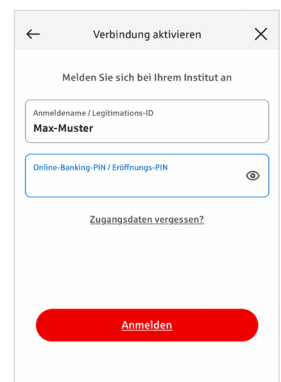 Verbindung aktivieren
Melden Sie sich bei Ihrem Institut an
Anmeldename / Legitimations-ID
Max-Muster
Online-Banking-PIN / Eröffnungs-PIN
Zugangsdaten vergessen?
Anmelden